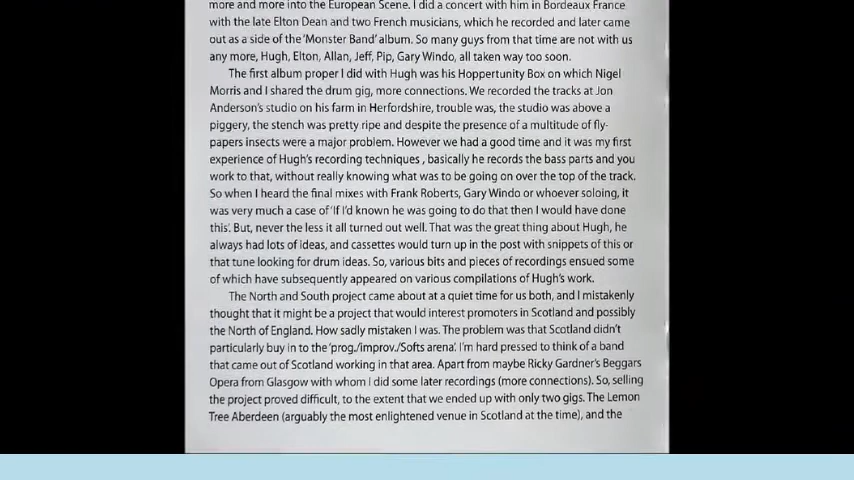 more and more into the European Scene. I did a concert with him in Bordeaux France
with the late Elton Dean and two French musicians, which he recorded and later came
out as a side of the 'Monster Band' album. So many guys from that time are not with us
any more, Hugh, Elton, Allan, Jeff, Pip, Gary Windo, all taken way too soon.
The first album proper I did with Hugh was his Hoppertunity Box on which Nigel
Morris and I shared the drum gig, more connections. We recorded the tracks at Jon
Anderson's studio on his farm in Herfordshire, trouble was, the studio was above a
piggery, the stench was pretty ripe and despite the presence of a multitude of fly-
papers insects were a major problem. However we had a good time and it was my first
experience of Hugh's recording techniques , basically he records the bass parts and you
work to that, without really knowing what was to be going on over the top of the track.
So when I heard the final mixes with Frank Roberts, Gary Windo or whoever soloing, it
was very much a case of 'If I'd known he was going to do that then I would have done
this'. But, never the less it all turned out well. That was the great thing about Hugh, he
always had lots of ideas, and cassettes would turn up in the post with snippets of this or
that tune looking for drum ideas. So, various bits and pieces of recordings ensued some
of which have subsequently appeared on various compilations of Hugh's work.
The North and South project came about at a quiet time for us both, and I mistakenly
thought that it might be a project that would interest promoters in Scotland and possibly
the North of England. How sadly mistaken I was. The problem was that Scotland didn't
particularly buy in to the 'prog./improv./Softs arena'. I'm hard pressed to think of a band
that came out of Scotland working in that area. Apart from maybe Ricky Gardner's Beggars
Opera from Glasgow with whom I did some later recordings (more connections). So, selling
the project proved difficult, to the extent that we ended up with only two gigs. The Lemon
Tree Aberdeen (arguably the most enlightened venue in Scotland at the time), and the